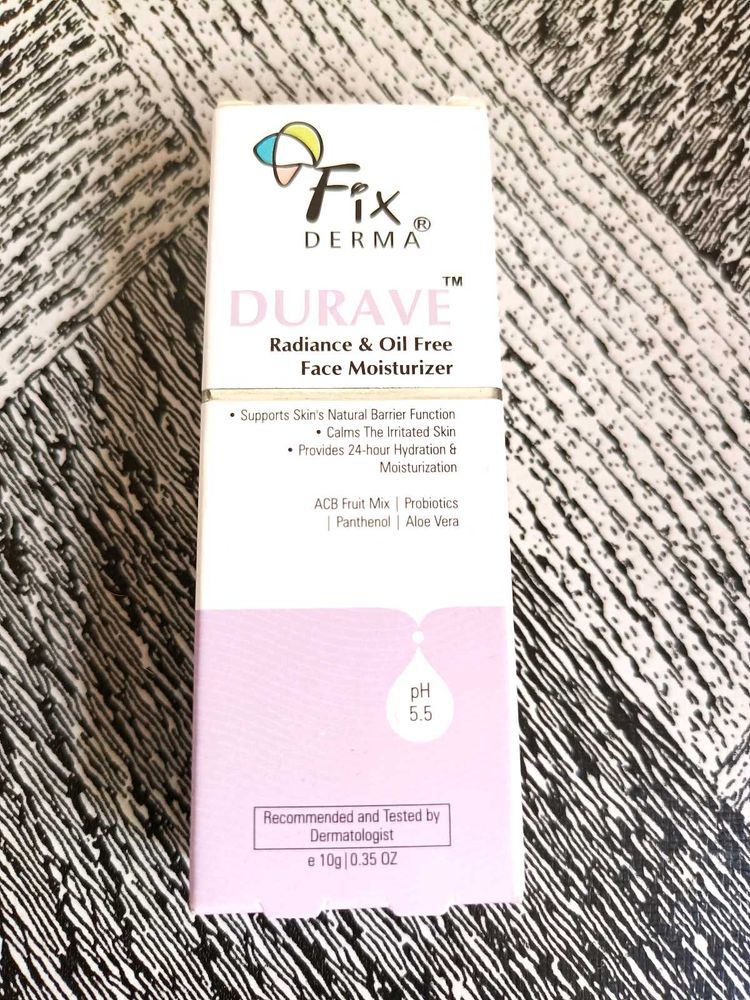 Fix
DERMA®
DURAVE™
Radiance & Oil Free
Face Moisturizer
• Supports Skin's Natural Barrier Function
• Calms The Irritated Skin
• Provides 24-hour Hydration &
Moisturization
ACB Fruit Mix | Probiotics
| Panthenol | Aloe Vera
pH
5.5
Recommended and Tested by
Dermatologist
e 10g | 0.35 OZ